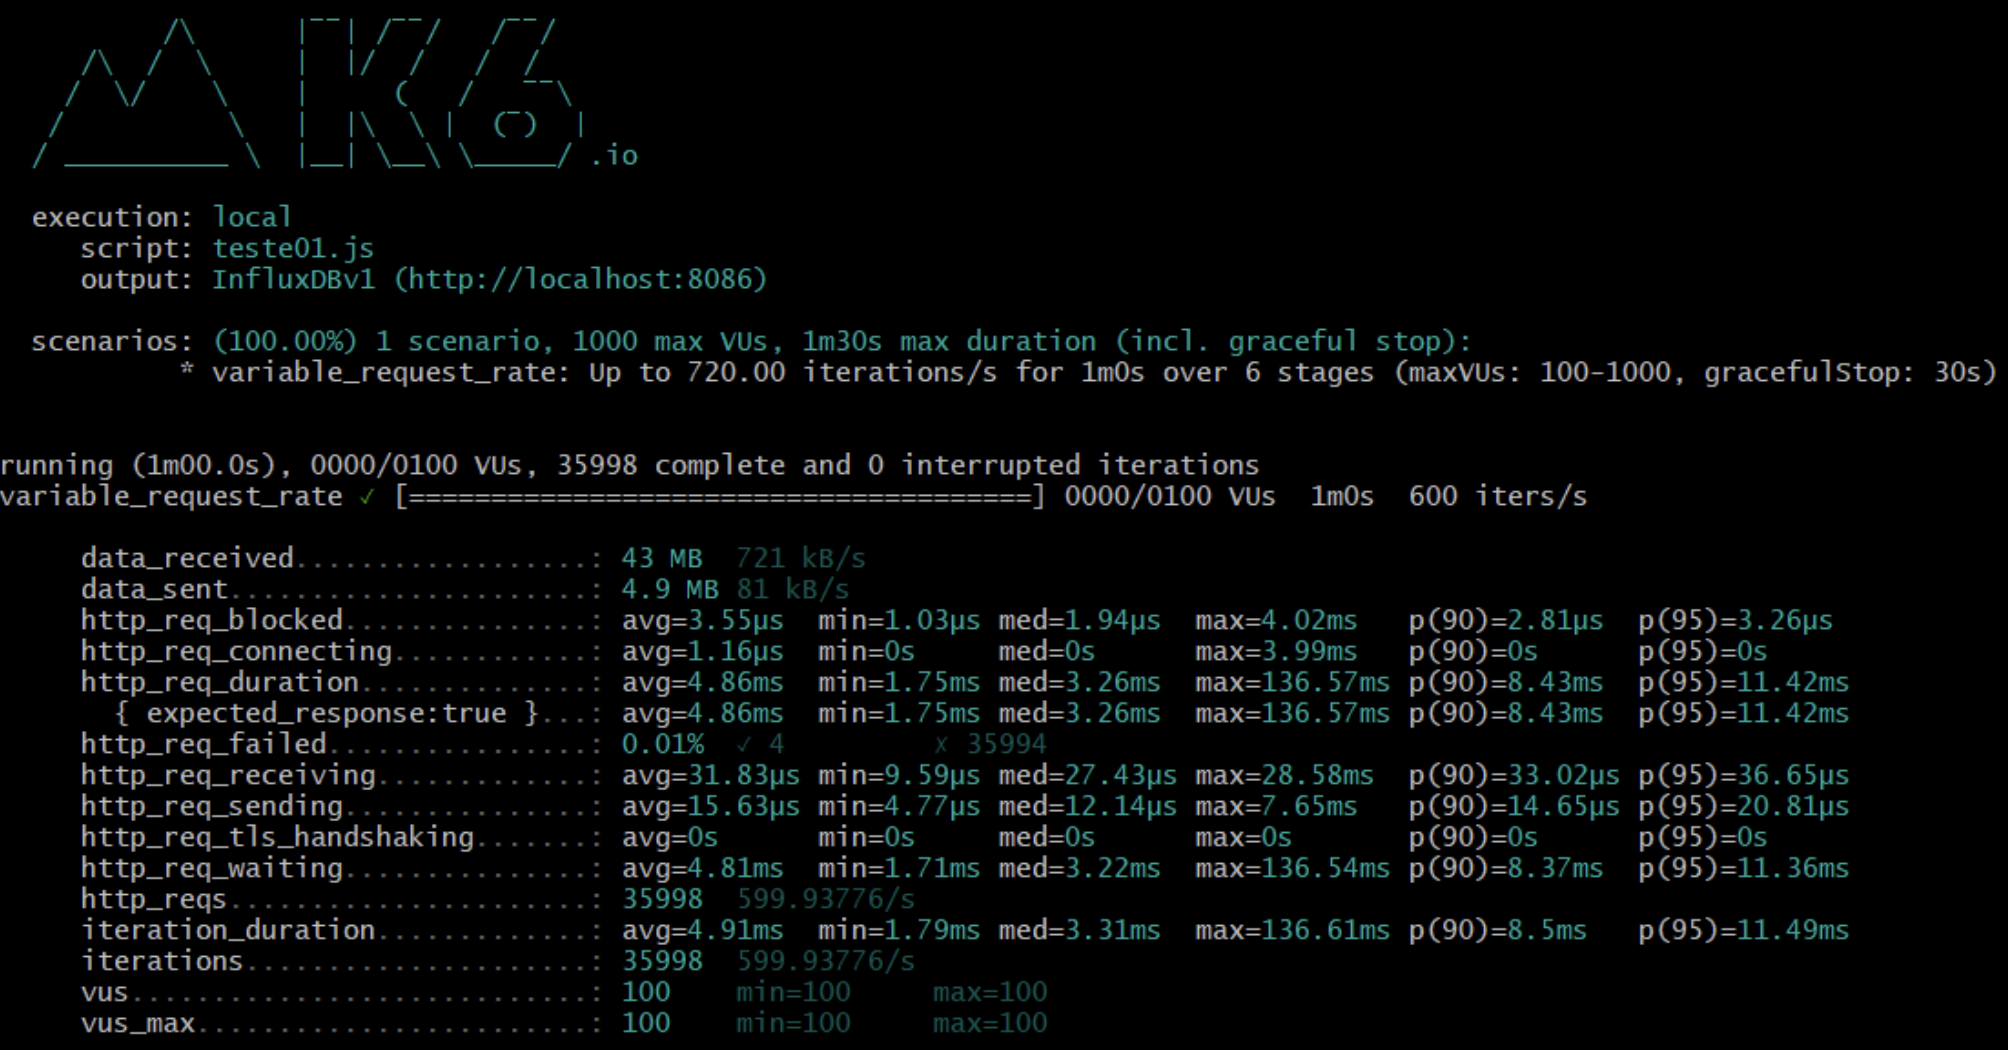 .io
execution: local
script: teste01.js
output: InfluxDBv1 (http://localhost:8086)
scenarios: (100.00%) 1 scenario, 1000 max VUs, 1m30s max duration (incl. graceful stop):
* variable_request_rate: Up to 720.00 iterations/s for 1m0s over 6 stages (maxVUs: 100-1000, gracefulStop: 30s)
running (1m00.0s), 0000/0100 VUs, 35998 complete and 0 interrupted iterations
variable_request_rate ✓ [======================================] 0000/0100 VUs  1m0s  600 iters/s
data_received..................: 43 MB  721 kB/s
data_sent......................: 4.9 MB 81 kB/s
http_req_blocked...............: avg=3.55µs  min=1.03µs med=1.94µs  max=4.02ms   p(90)=2.81µs  p(95)=3.26µs
http_req_connecting............: avg=1.16µs  min=0s     med=0s      max=3.99ms   p(90)=0s      p(95)=0s
http_req_duration..............: avg=4.86ms  min=1.75ms med=3.26ms  max=136.57ms p(90)=8.43ms  p(95)=11.42ms
{ expected_response:true }...: avg=4.86ms  min=1.75ms med=3.26ms  max=136.57ms p(90)=8.43ms  p(95)=11.42ms
http_req_failed................: 0.01%  ✓ 4         ✗ 35994
http_req_receiving.............: avg=31.83µs min=9.59µs med=27.43µs max=28.58ms  p(90)=33.02µs p(95)=36.65µs
http_req_sending...............: avg=15.63µs min=4.77µs med=12.14µs max=7.65ms   p(90)=14.65µs p(95)=20.81µs
http_req_tls_handshaking.......: avg=0s      min=0s     med=0s      max=0s       p(90)=0s      p(95)=0s
http_req_waiting...............: avg=4.81ms  min=1.71ms med=3.22ms  max=136.54ms p(90)=8.37ms  p(95)=11.36ms
http_reqs......................: 35998  599.93776/s
iteration_duration.............: avg=4.91ms  min=1.79ms med=3.31ms  max=136.61ms p(90)=8.5ms   p(95)=11.49ms
iterations.....................: 35998  599.93776/s
vus............................: 100    min=100     max=100
vus_max........................: 100    min=100     max=100